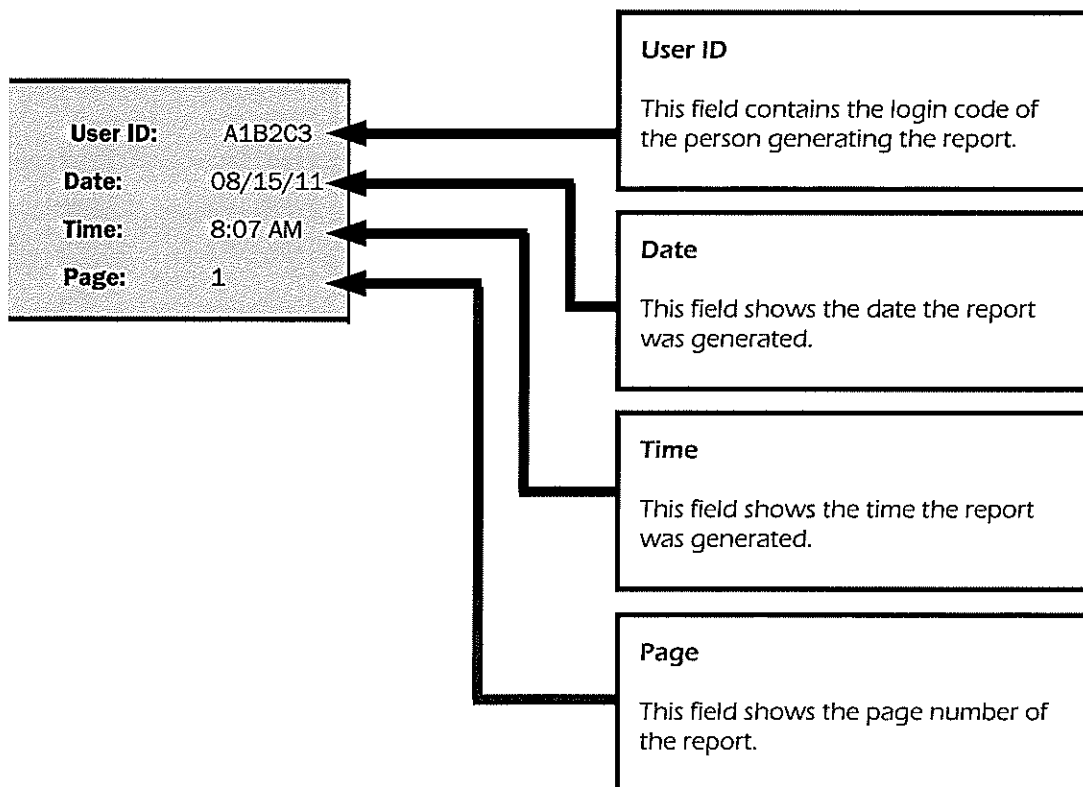 User ID: A1B2C3
Date: 08/15/11
Time: 8:07 AM
Page: 1
User ID
This field contains the login code of
the person generating the report.
Date
This field shows the date the report
was generated.
Time
This field shows the time the report
was generated.
Page
This field shows the page number of
the report.